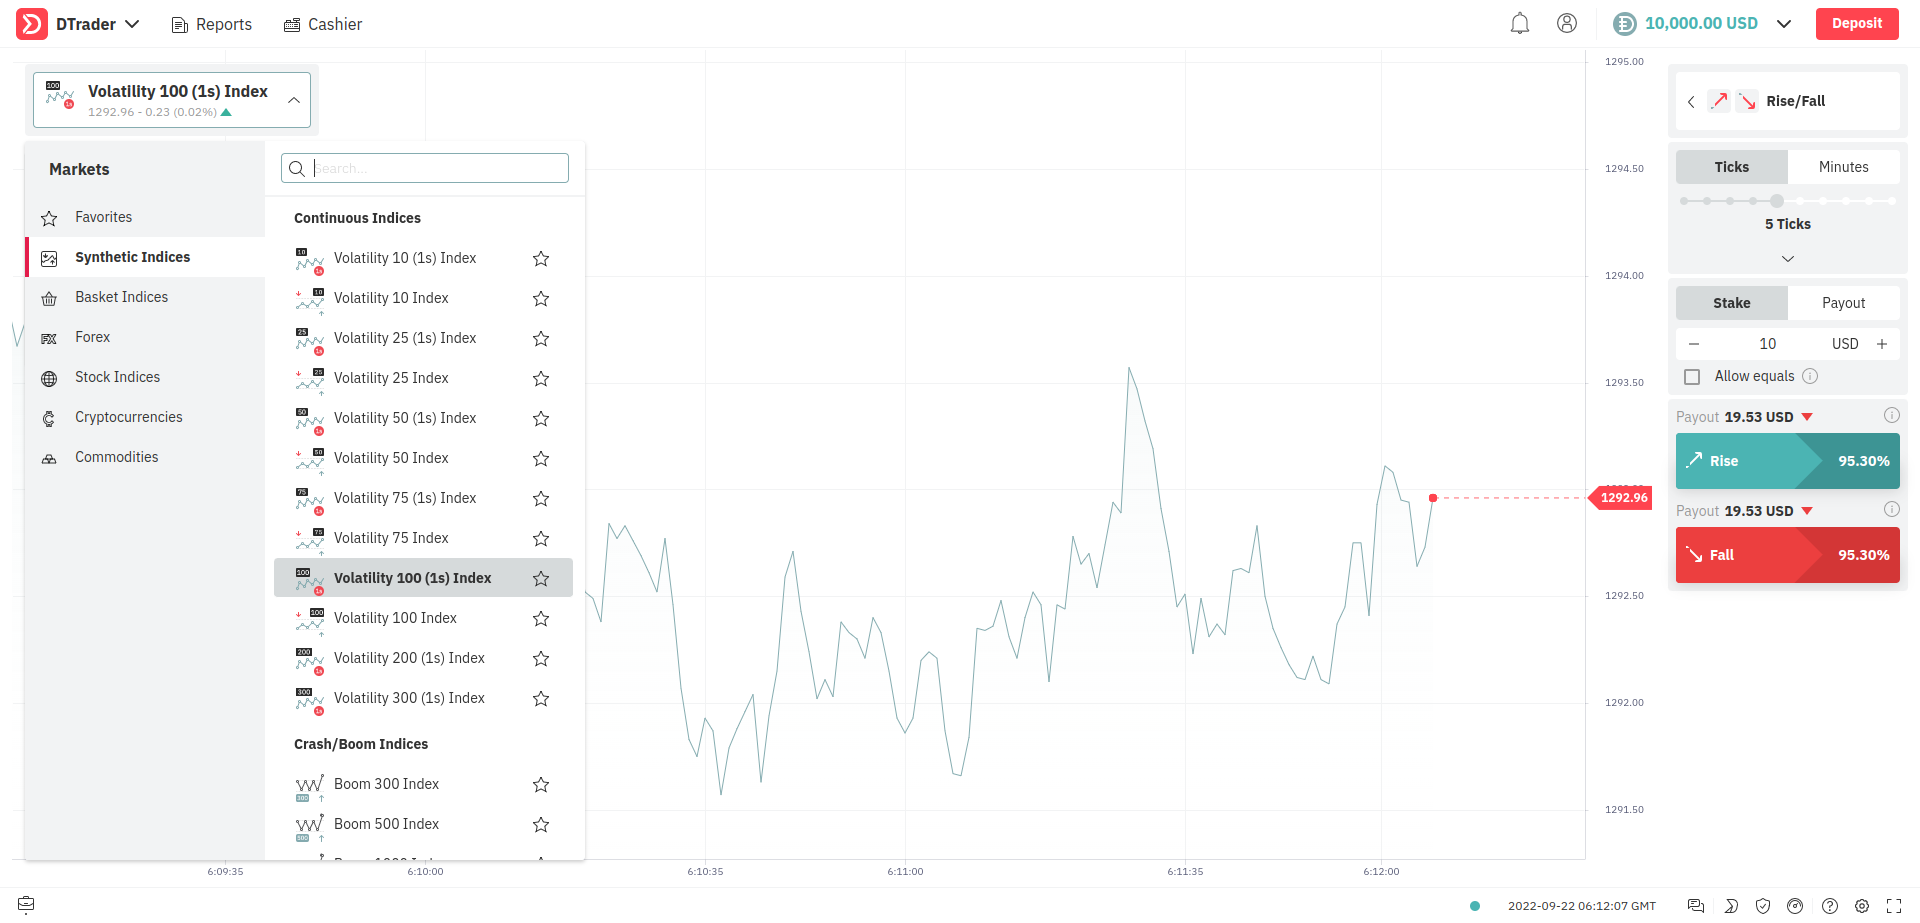 DTrader
Reports
Cashier
10,000.00 USD
Deposit
Volatility 100 (1s) Index
1292.96 - 0.23 (0.02%)
Markets
Favorites
Synthetic Indices
Basket Indices
Forex
Stock Indices
Cryptocurrencies
Commodities
Search...
Continuous Indices
Volatility 10 (1s) Index
Volatility 10 Index
Volatility 25 (1s) Index
Volatility 25 Index
Volatility 50 (1s) Index
Volatility 50 Index
Volatility 75 (1s) Index
Volatility 75 Index
Volatility 100 (1s) Index
Volatility 100 Index
Volatility 200 (1s) Index
Volatility 300 (1s) Index
Crash/Boom Indices
Boom 300 Index
Boom 500 Index
1295.00
1294.50
1294.00
1293.50
1292.96
1292.50
1292.00
1291.50
6:09:35
6:10:00
6:10:35
6:11:00
6:11:35
6:12:00
Rise/Fall
Ticks
Minutes
5 Ticks
Stake
Payout
10
USD
Allow equals
Payout 19.53 USD
Rise
95.30%
Payout 19.53 USD
Fall
95.30%
2022-09-22 06:12:07 GMT